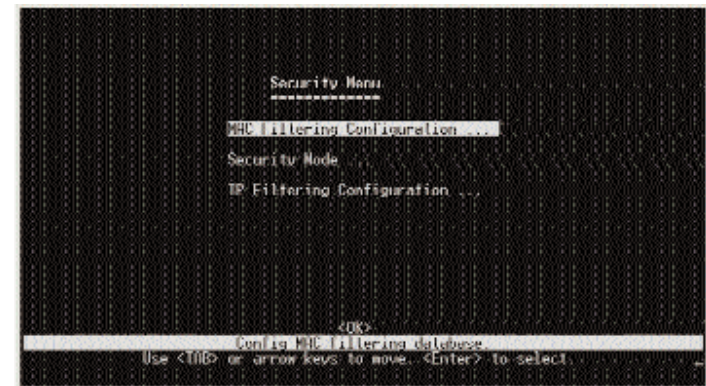 Security Menu
MAC Filtering Configuration ...
Security Mode ...
IP Filtering Configuration ...
<OK>
Config MAC filtering database.
Use <TAB> or arrow keys to move. <Enter> to select.